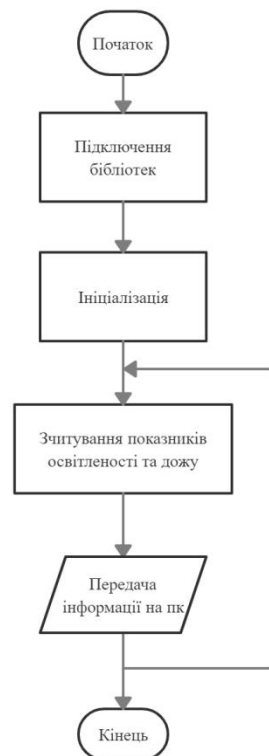 Початок
Підключення
бібліотек
Ініціалізація
Зчитування показників
освітленості та дожу
Передача
інформації на пк
Кінець